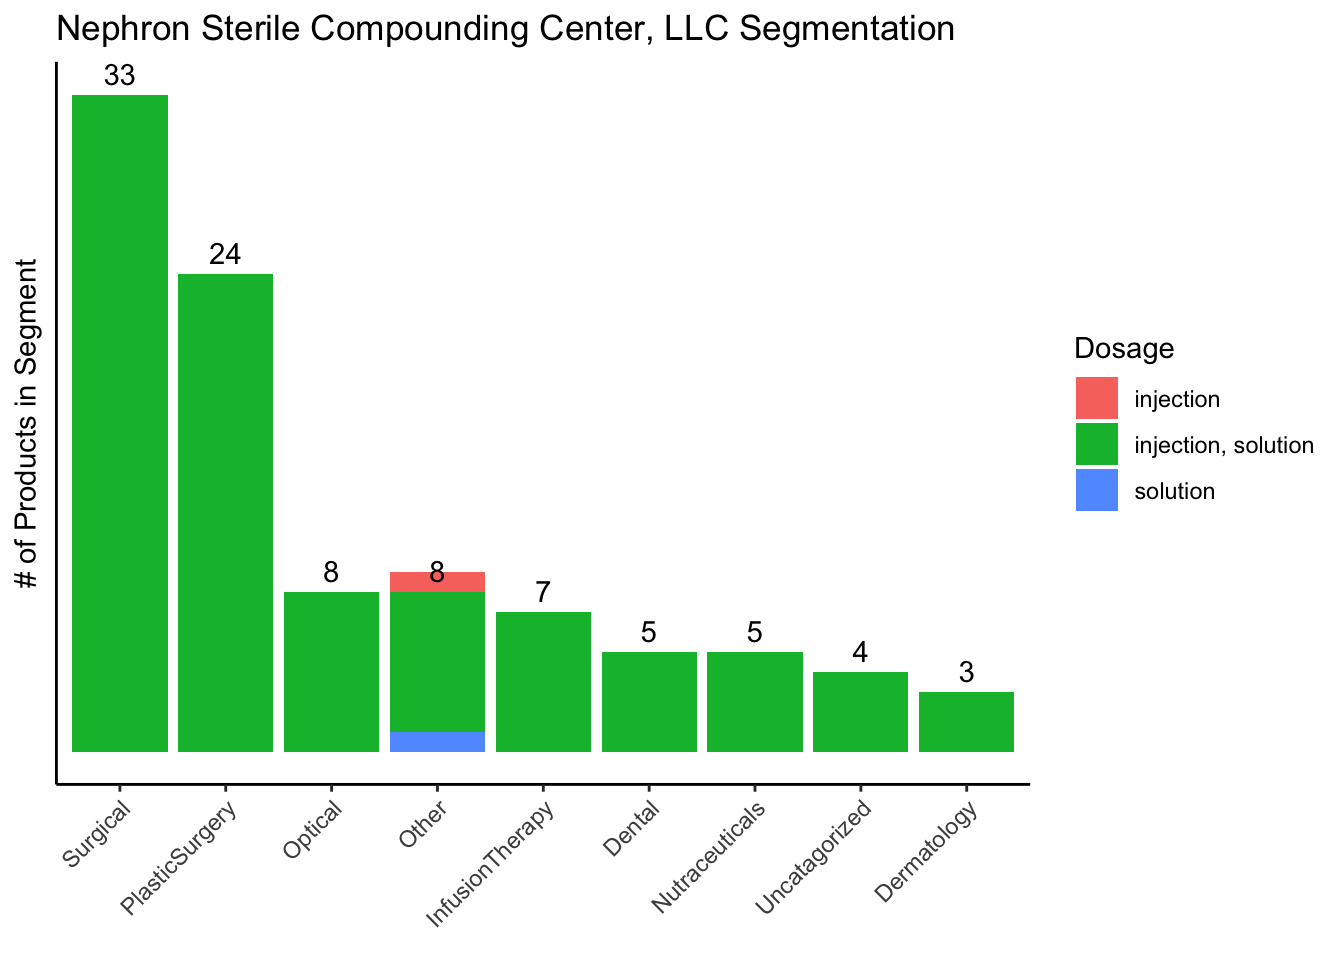 Nephron Sterile Compounding Center, LLC Segmentation
33
24
8
8
7
5
5
4
3
# of Products in Segment
Surgical
PlasticSurgery
Optical
Other
InfusionTherapy
Dental
Nutraceuticals
Uncatagorized
Dermatology
Dosage
injection
injection, solution
solution